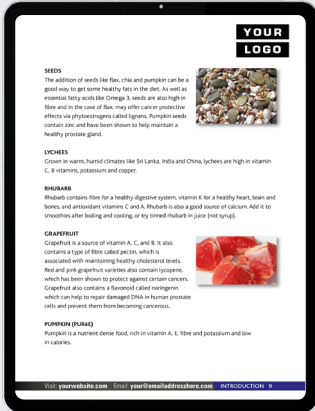 YOUR
LOGO
SEEDS
The addition of seeds like flax, chia and pumpkin can be a
good way to get some healthy fats in the diet. As well as
essential fatty acids like Omega 3, seeds are also high in
fibre and in the case of flax, may offer cancer protective
effects via phytoestrogens called lignans. Pumpkin seeds
contain zinc and have been shown to help maintain a
healthy prostate gland.
LYCHEES
Grown in warm, humid climates like Sri Lanka, India and China, lychees are high in vitamin
C, B vitamins, potassium and copper.
RHUBARB
Rhubarb contains fibre for a healthy digestive system, vitamin K for a healthy heart, brain and
bones, and antioxidant vitamins C and A. Rhubarb is also a good source of calcium. Add it to
smoothies after boiling and cooling, or try tinned rhubarb in juice (not syrup).
GRAPEFRUIT
Grapefruit is a source of vitamin A, C, and B. It also
contains a type of fibre called pectin, which is
associated with maintaining healthy cholesterol levels.
Red and pink grapefruit varieties also contain lycopene,
which has been shown to protect against certain cancers.
Grapefruit also contains a flavonoid called naringenin
which can help to repair damaged DNA in human prostate
cells and prevent them from becoming cancerous.
PUMPKIN (PURéE)
Pumpkin is a nutrient dense food, rich in vitamin A, E, fibre and potassium and low
in calories.
Visit: yourwebsite.com Email: your@emailaddresshere.com INTRODUCTION 9